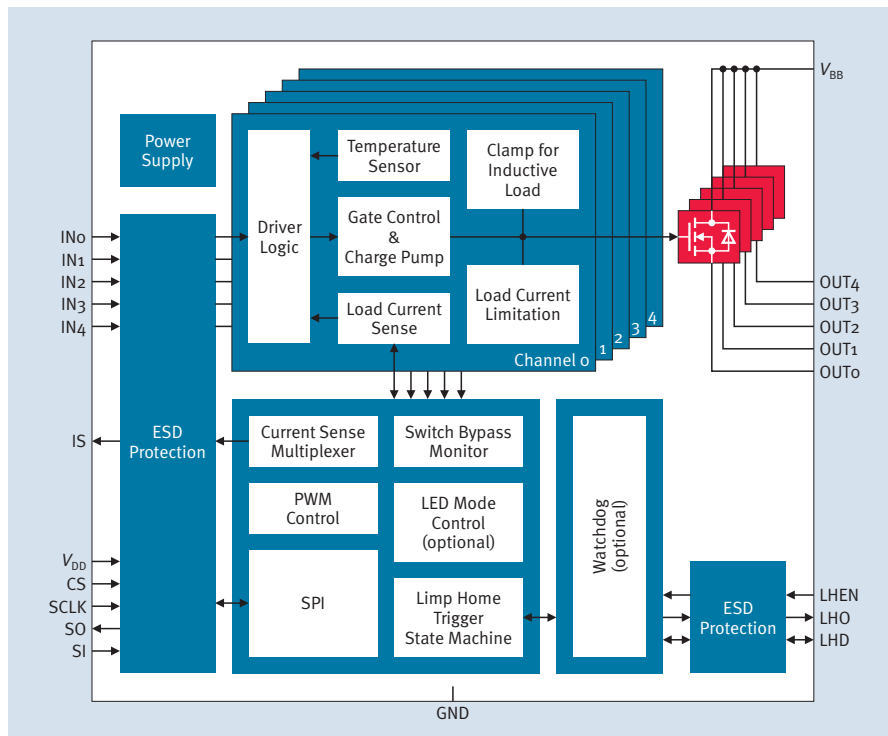 Power
Supply
IN0
IN1
IN2
IN3
IN4
IS
VDD
CS
SCLK
SO
SI
ESD
Protection
Driver
Logic
Temperature
Sensor
Gate Control
&
Charge Pump
Load Current
Sense
Clamp for
Inductive
Load
Load Current
Limitation
Channel 0
1
2
3
4
VBB
OUT4
OUT3
OUT2
OUT1
OUT0
Current Sense
Multiplexer
Switch Bypass
Monitor
PWM
Control
LED Mode
Control
(optional)
SPI
Limp Home
Trigger
State Machine
Watchdog
(optional)
ESD
Protection
LHEN
LHO
LHD
GND